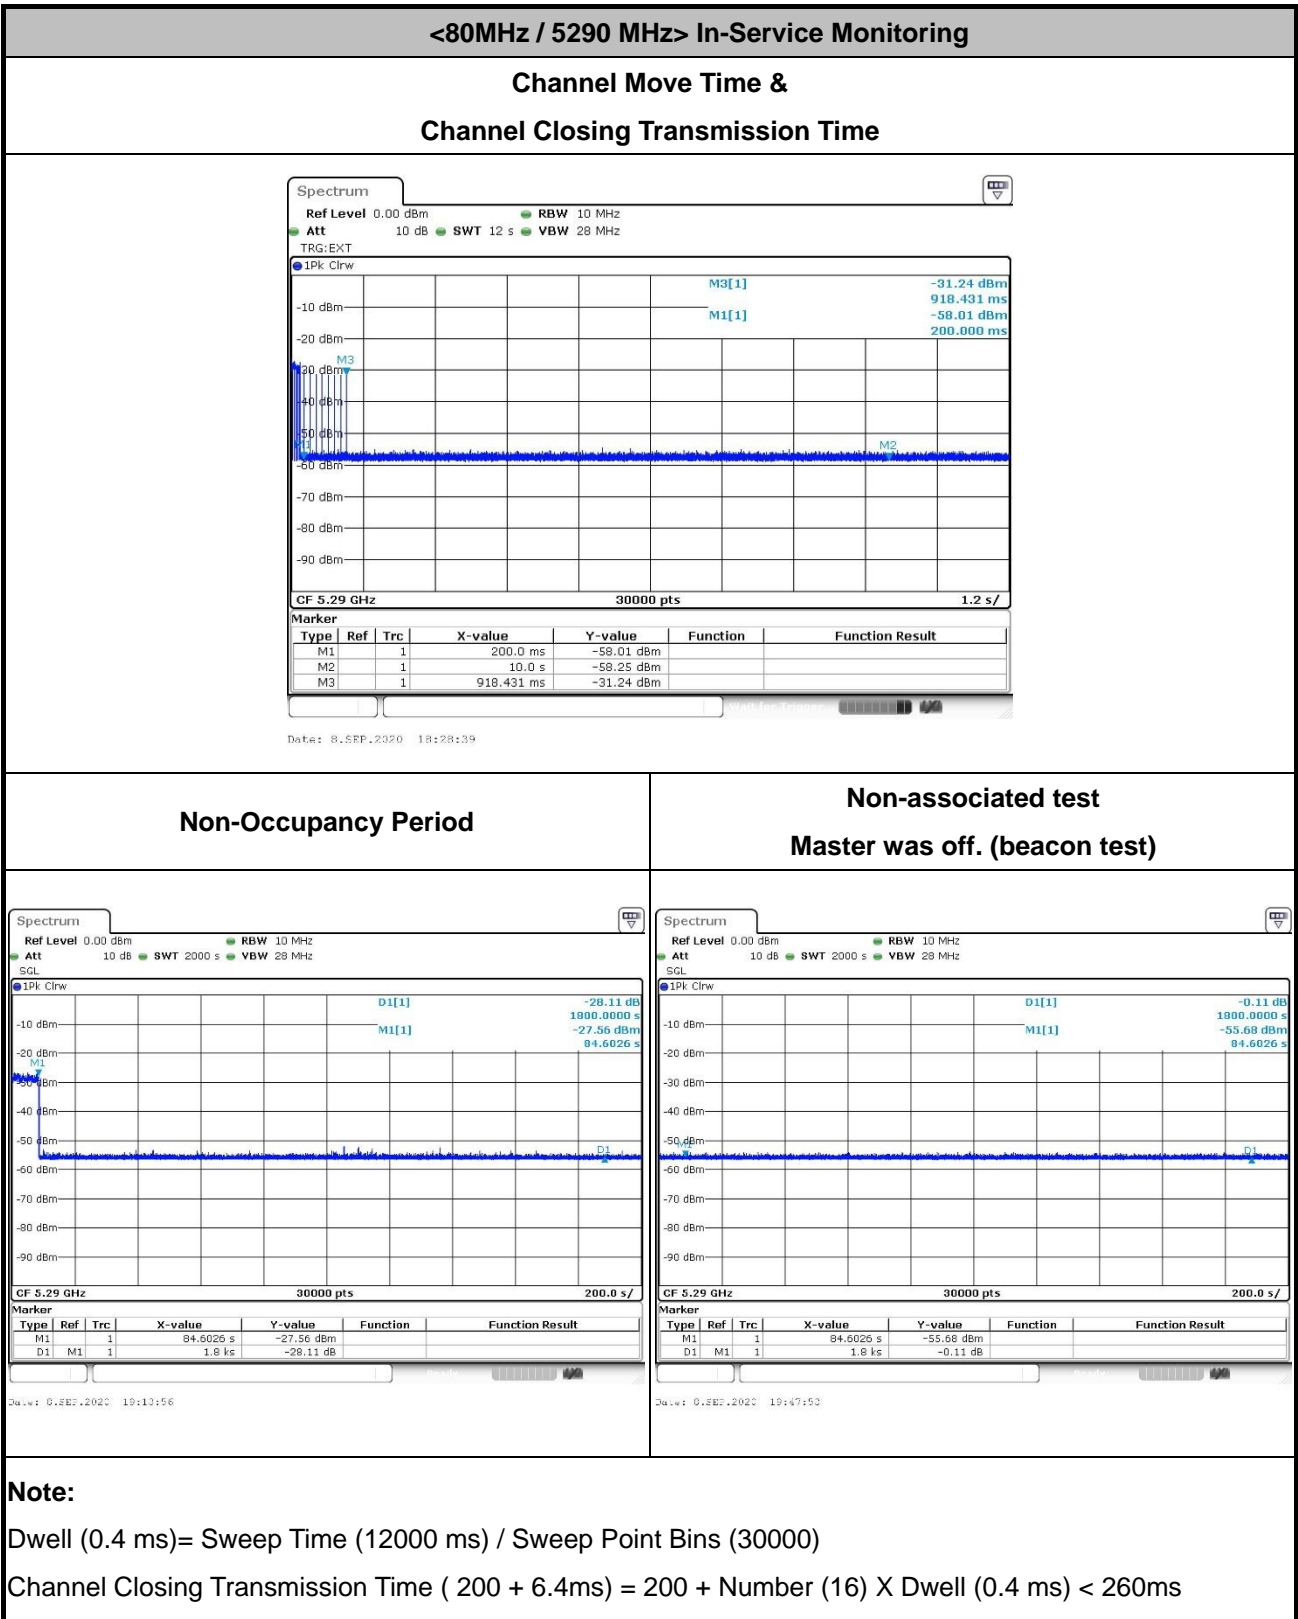 <80MHz / 5290 MHz> In-Service Monitoring
Channel Move Time &
Channel Closing Transmission Time
Spectrum
Ref Level 0.00 dBm RBW 10 MHz
Att 10 dB SWT 12 s VBW 28 MHz
TRG:EXT
1Pk Clrw
M3[1] -31.24 dBm
918.431 ms
-10 dBm
M1[1] -58.01 dBm
200.000 ms
-20 dBm
M3
-30 dBm
-40 dBm
-50 dBm
M1
M2
-60 dBm
-70 dBm
-80 dBm
-90 dBm
CF 5.29 GHz 30000 pts 1.2 s/
Marker
Type Ref Trc X-value Y-value Function Function Result
M1 1 200.0 ms -58.01 dBm
M2 1 10.0 s -58.25 dBm
M3 1 918.431 ms -31.24 dBm
Wait for Trigger
Date: 8.SEP.2020 18:28:39
Non-Occupancy Period
Non-associated test
Master was off. (beacon test)
Spectrum
Ref Level 0.00 dBm RBW 10 MHz
Att 10 dB SWT 2000 s VBW 28 MHz
SGL
1Pk Clrw
D1[1] -28.11 dB
1800.0000 s
-10 dBm
M1[1] -27.56 dBm
84.6026 s
-20 dBm
M1
-30 dBm
-40 dBm
-50 dBm
D1
-60 dBm
-70 dBm
-80 dBm
-90 dBm
CF 5.29 GHz 30000 pts 200.0 s/
Marker
Type Ref Trc X-value Y-value Function Function Result
M1 1 84.6026 s -27.56 dBm
D1 M1 1 1.8 ks -28.11 dB
Ready
Date: 8.SEP.2020
Spectrum
Ref Level 0.00 dBm RBW 10 MHz
Att 10 dB SWT 2000 s VBW 28 MHz
SGL
1Pk Clrw
D1[1] -0.11 dB
1800.0000 s
-10 dBm
M1[1] -55.68 dBm
84.6026 s
-20 dBm
-30 dBm
-40 dBm
-50 dBm
M1
D1
-60 dBm
-70 dBm
-80 dBm
-90 dBm
CF 5.29 GHz 30000 pts 200.0 s/
Marker
Type Ref Trc X-value Y-value Function Function Result
M1 1 84.6026 s -55.68 dBm
D1 M1 1 1.8 ks -0.11 dB
Ready
Date: 8.SEP.2020
Note:
Dwell (0.4 ms)= Sweep Time (12000 ms) / Sweep Point Bins (30000)
Channel Closing Transmission Time ( 200 + 6.4ms) = 200 + Number (16) X Dwell (0.4 ms) < 260ms